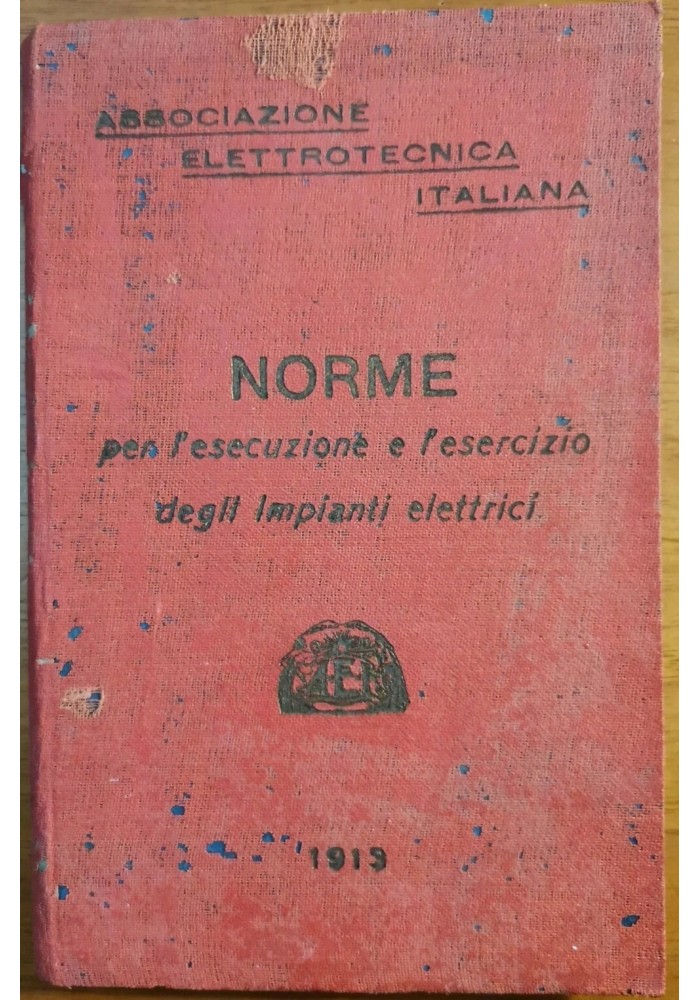 ASSOCIAZIONE
ELETTROTECNICA
ITALIANA
NORME
per l'esecuzione e l'esercizio
degli Impianti elettrici
AEI
1913